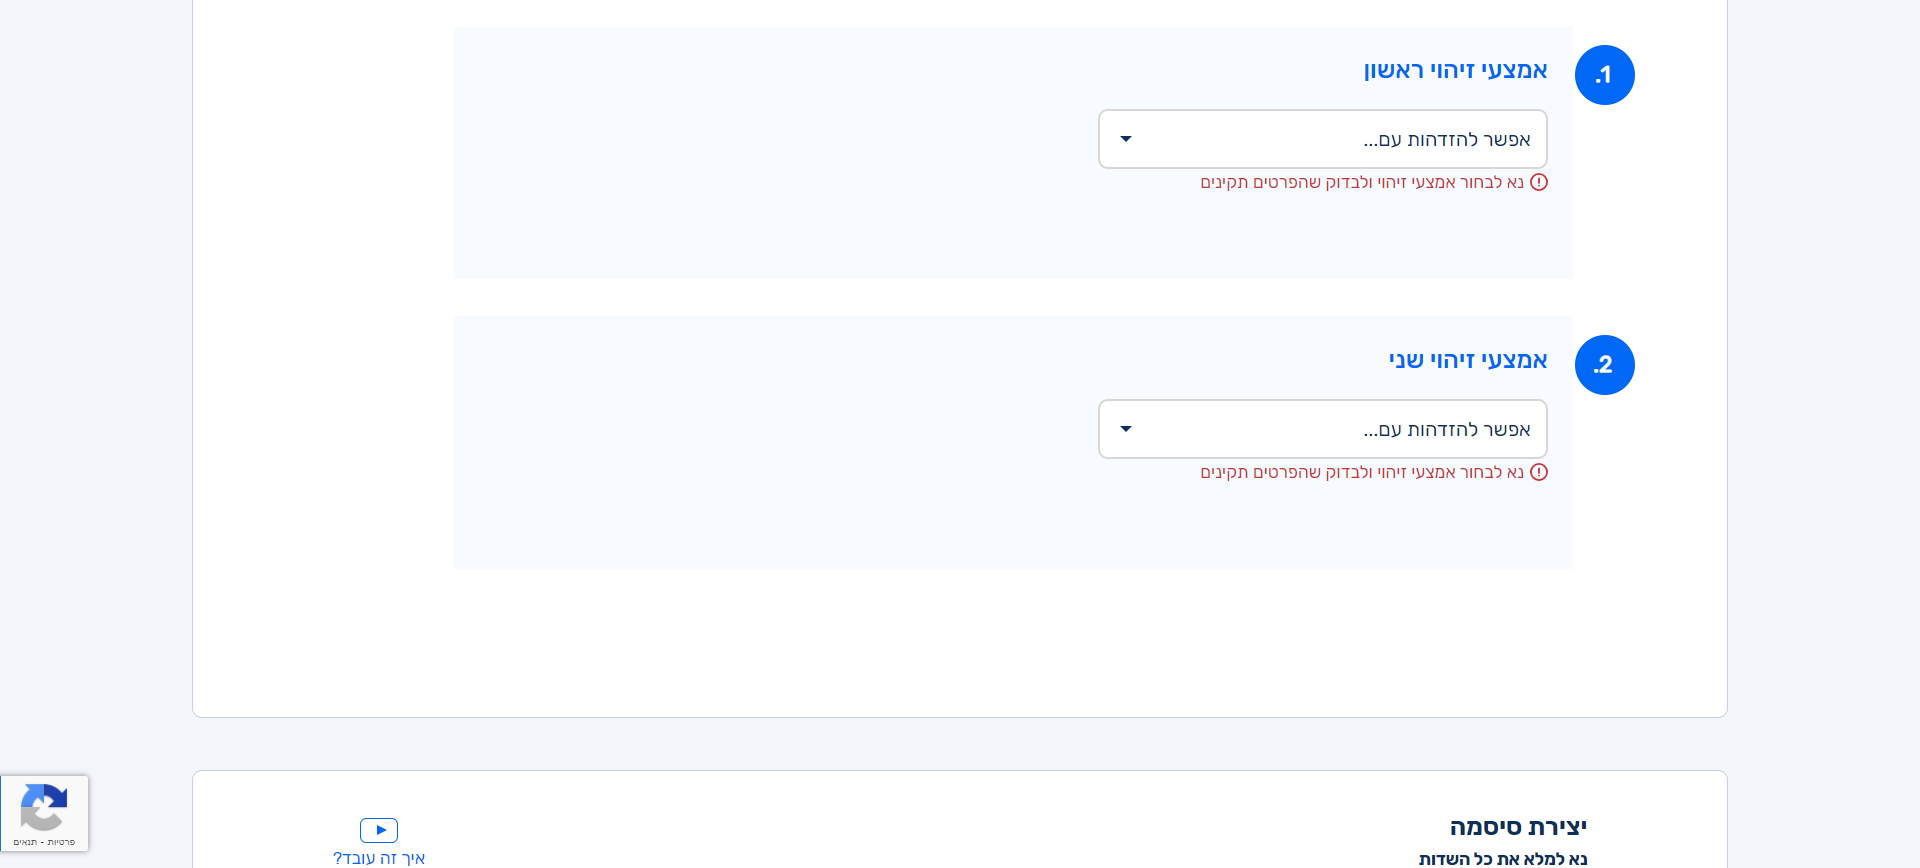 1.
אמצעי זיהוי ראשון
אפשר להזדהות עם...
נא לבחור אמצעי זיהוי ולבדוק שהפרטים תקינים
2.
אמצעי זיהוי שני
אפשר להזדהות עם...
נא לבחור אמצעי זיהוי ולבדוק שהפרטים תקינים
יצירת סיסמה
נא למלא את כל השדות
איך זה עובד?
פרטיות - תנאים